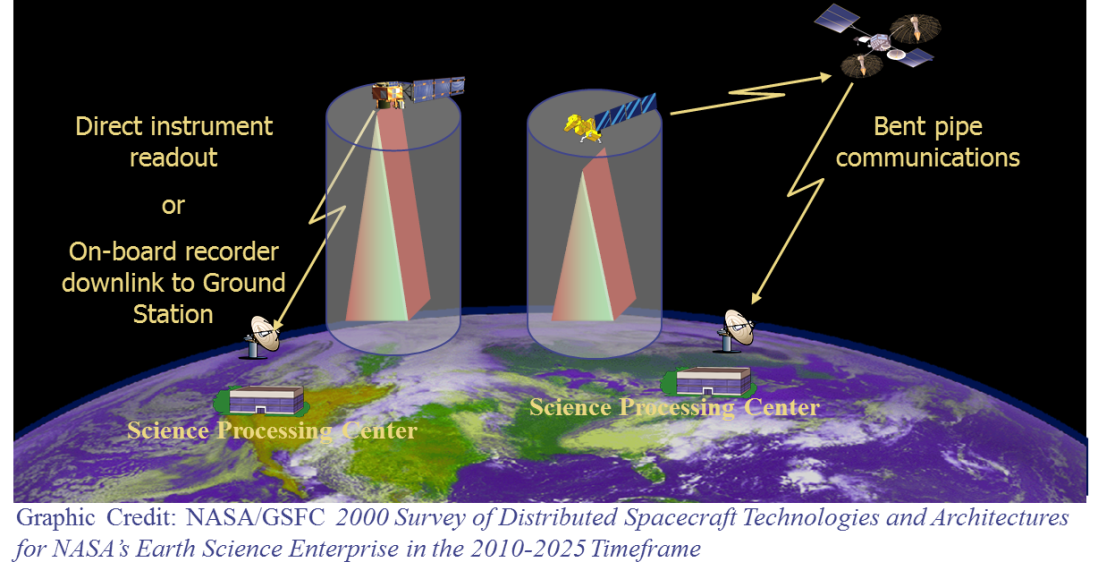 Direct instrument
readout
or
On-board recorder
downlink to Ground
Station
Bent pipe
communications
Science Processing Center
Science Processing Center
Graphic Credit: NASA/GSFC 2000 Survey of Distributed Spacecraft Technologies and Architectures
for NASA’s Earth Science Enterprise in the 2010-2025 Timeframe